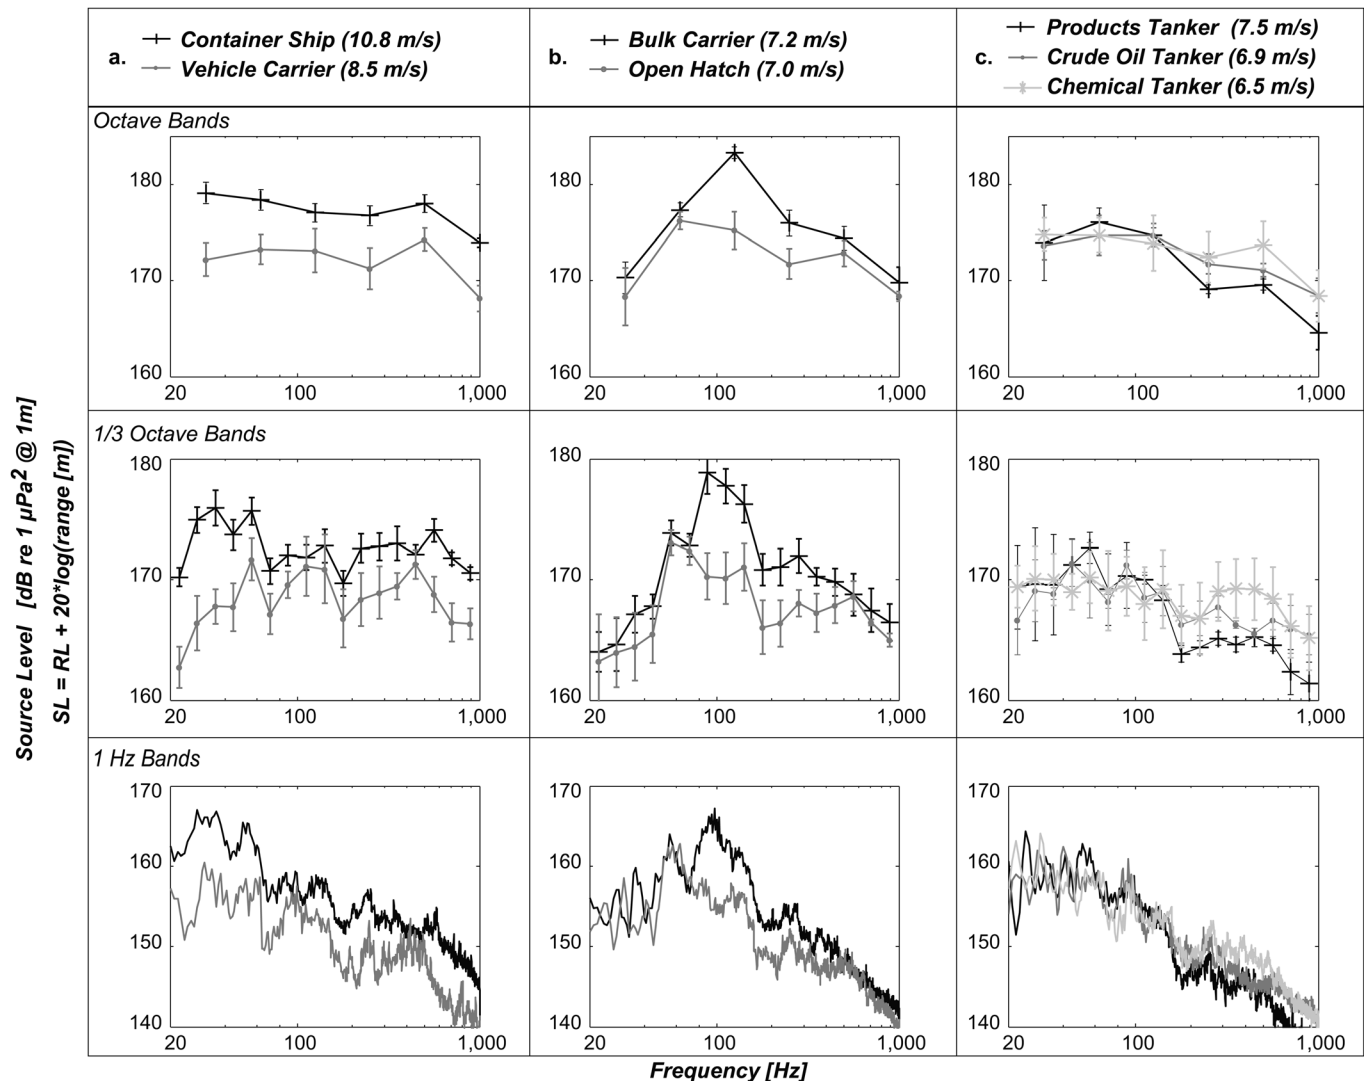 a.
Container Ship (10.8 m/s)
Vehicle Carrier (8.5 m/s)
b.
Bulk Carrier (7.2 m/s)
Open Hatch (7.0 m/s)
c.
Products Tanker (7.5 m/s)
Crude Oil Tanker (6.9 m/s)
Chemical Tanker (6.5 m/s)
Octave Bands
180
170
160
20 100 1,000
180
170
160
20 100 1,000
180
170
160
20 100 1,000
1/3 Octave Bands
180
170
160
20 100 1,000
180
170
160
20 100 1,000
180
170
160
20 100 1,000
1 Hz Bands
170
160
150
140
20 100 1,000
170
160
150
140
20 100 1,000
170
160
150
140
20 100 1,000
Source Level [dB re 1 µPa² @ 1m]
SL = RL + 20*log(range [m])
Frequency [Hz]